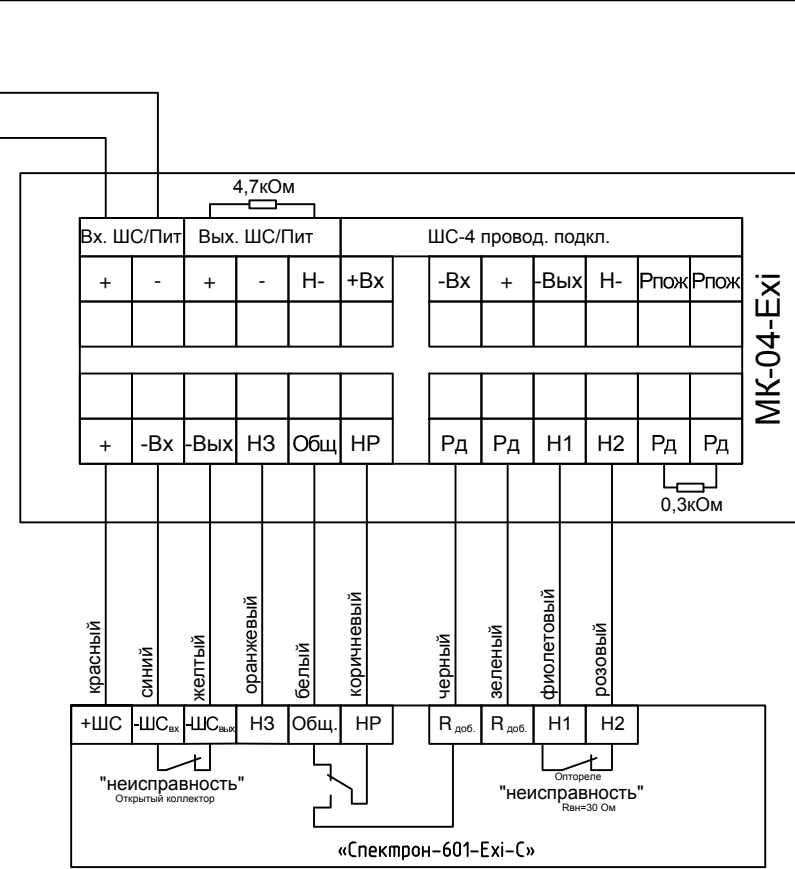 4,7кОм
Вх. ШС/Пит Вых. ШС/Пит ШС-4 провод. подкл.
+ - + - Н- +Вх -Вх + -Вых Н- Рпож Рпож
МК-04-Exi
+ -Вх -Вых НЗ Общ НР Рд Рд Н1 Н2 Рд Рд
0,3кОм
красный синий желтый оранжевый белый коричневый черный зеленый фиолетовый розовый
+ШС -ШСвх -ШСвых НЗ Общ. НР R доб. R доб. Н1 Н2
"неисправность"
Открытый коллектор
Оптореле
"неисправность"
Rвн=30 Ом
«Спектрон-601-Exi-С»